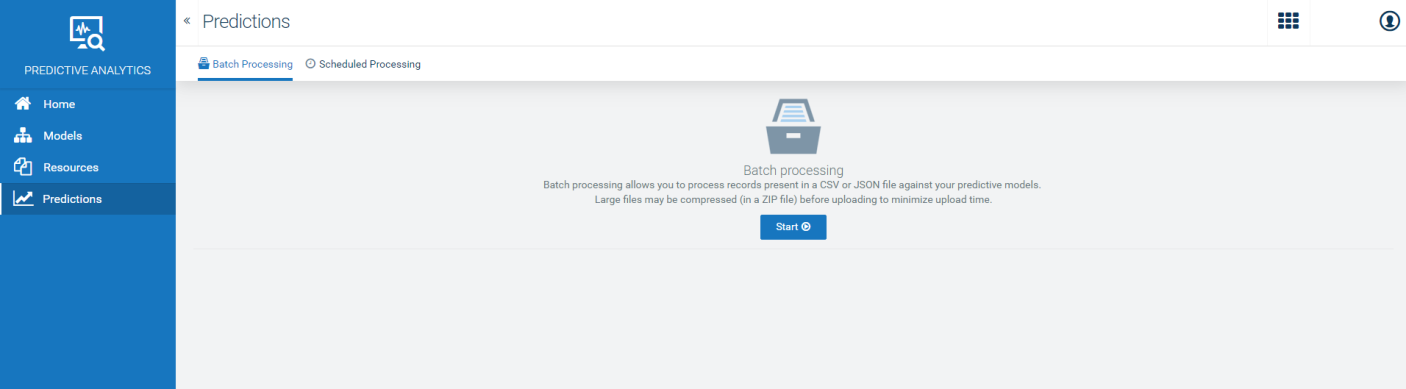 PREDICTIVE ANALYTICS
Home
Models
Resources
Predictions
« Predictions
Batch Processing Scheduled Processing
Batch processing
Batch processing allows you to process records present in a CSV or JSON file against your predictive models.
Large files may be compressed (in a ZIP file) before uploading to minimize upload time.
Start